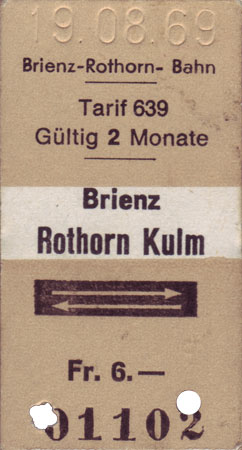 19.08.69
Brienz-Rothorn- Bahn
Tarif 639
Gültig 2 Monate
Brienz
Rothorn Kulm
Fr. 6.—
01102